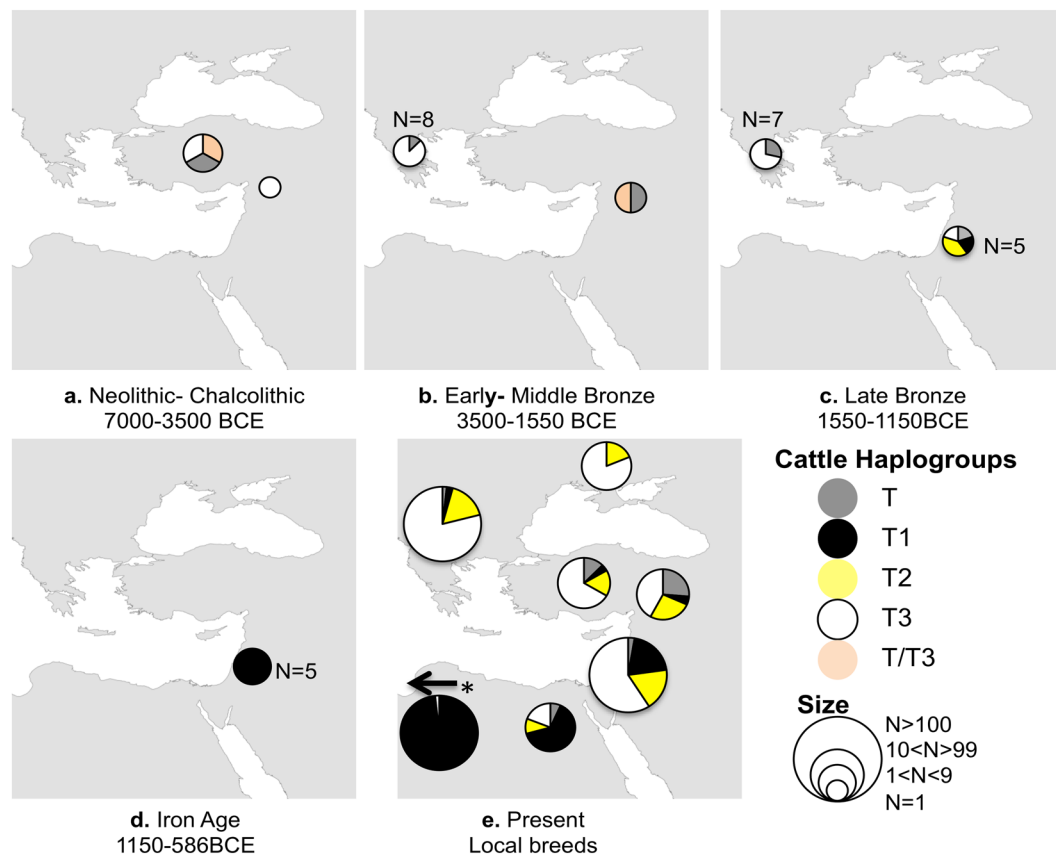 N=8
N=7
N=5
a. Neolithic- Chalcolithic
7000-3500 BCE
b. Early- Middle Bronze
3500-1550 BCE
c. Late Bronze
1550-1150BCE
N=5
*
d. Iron Age
1150-586BCE
e. Present
Local breeds
Cattle Haplogroups
T
T1
T2
T3
T/T3
Size
N>100
10<N>99
1<N<9
N=1